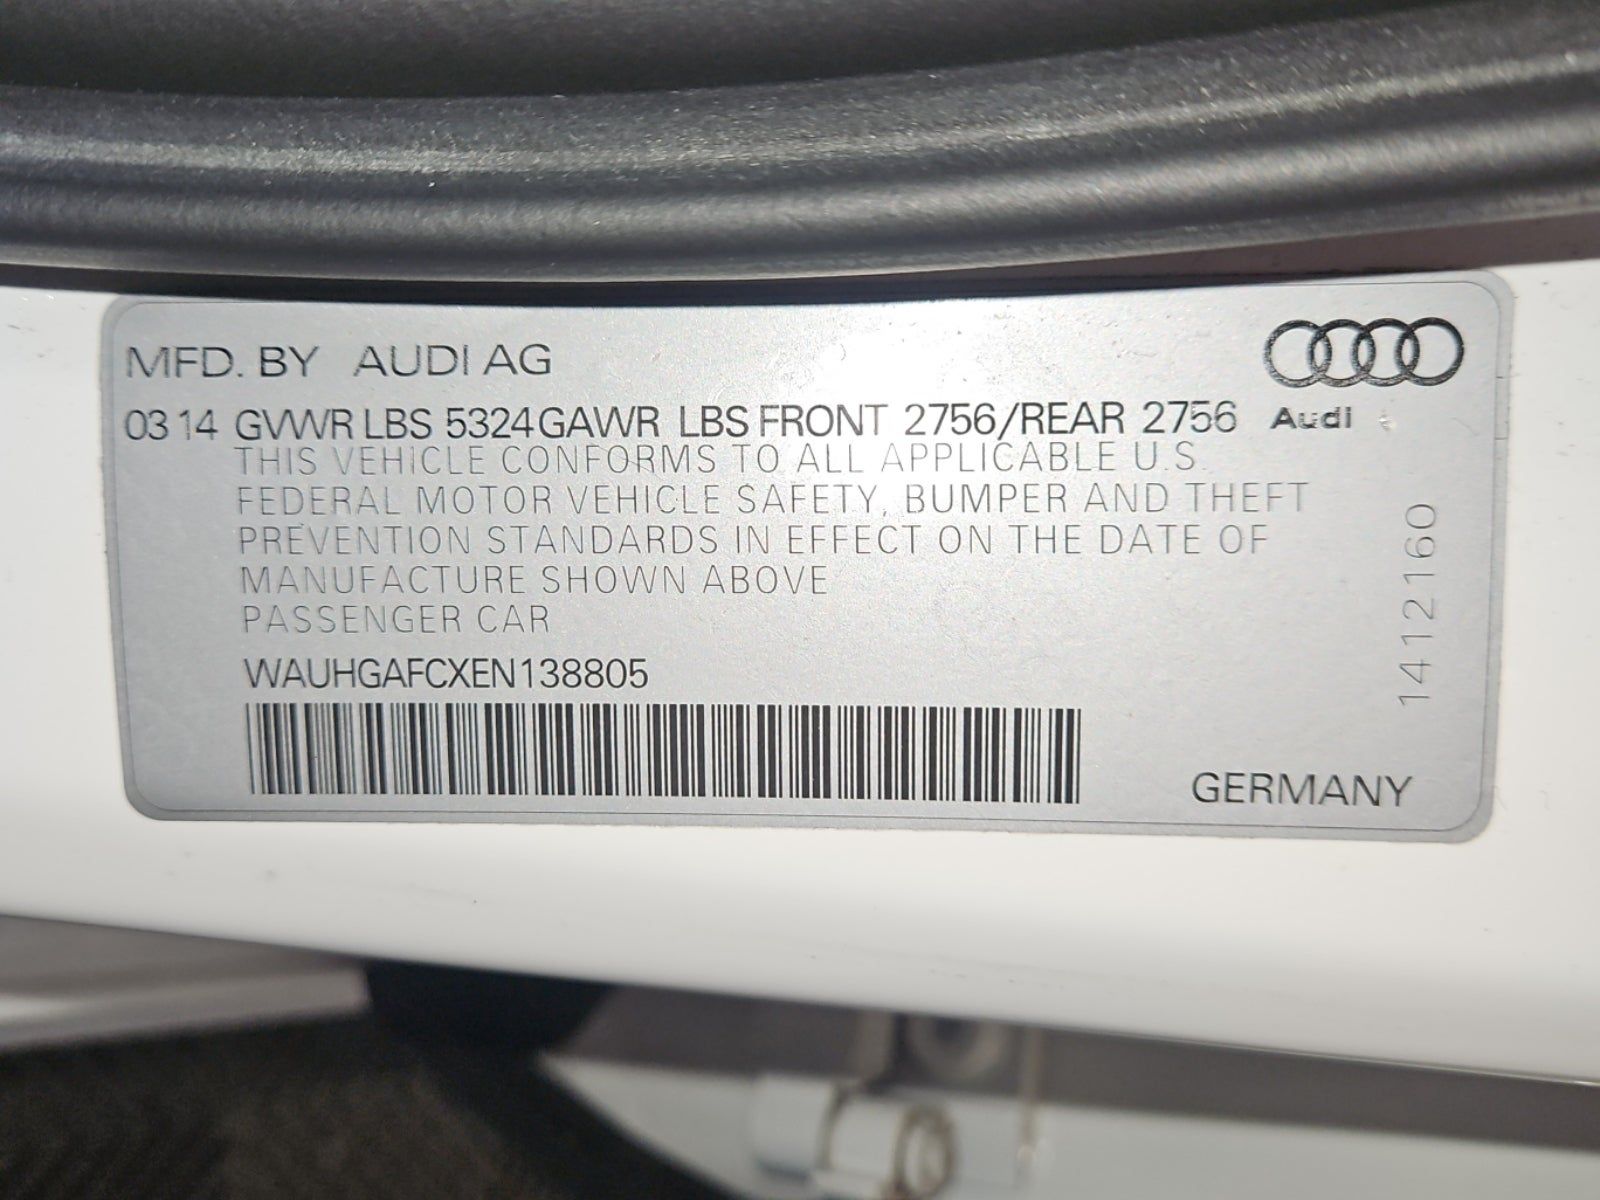 MFD. BY AUDI AG
03 14 GVWR LBS 5324 GAWR LBS FRONT 2756/REAR 2756
Audi
THIS VEHICLE CONFORMS TO ALL APPLICABLE U.S.
FEDERAL MOTOR VEHICLE SAFETY, BUMPER AND THEFT
PREVENTION STANDARDS IN EFFECT ON THE DATE OF
MANUFACTURE SHOWN ABOVE
PASSENGER CAR
WAUHGAFCXEN138805
1412160
GERMANY